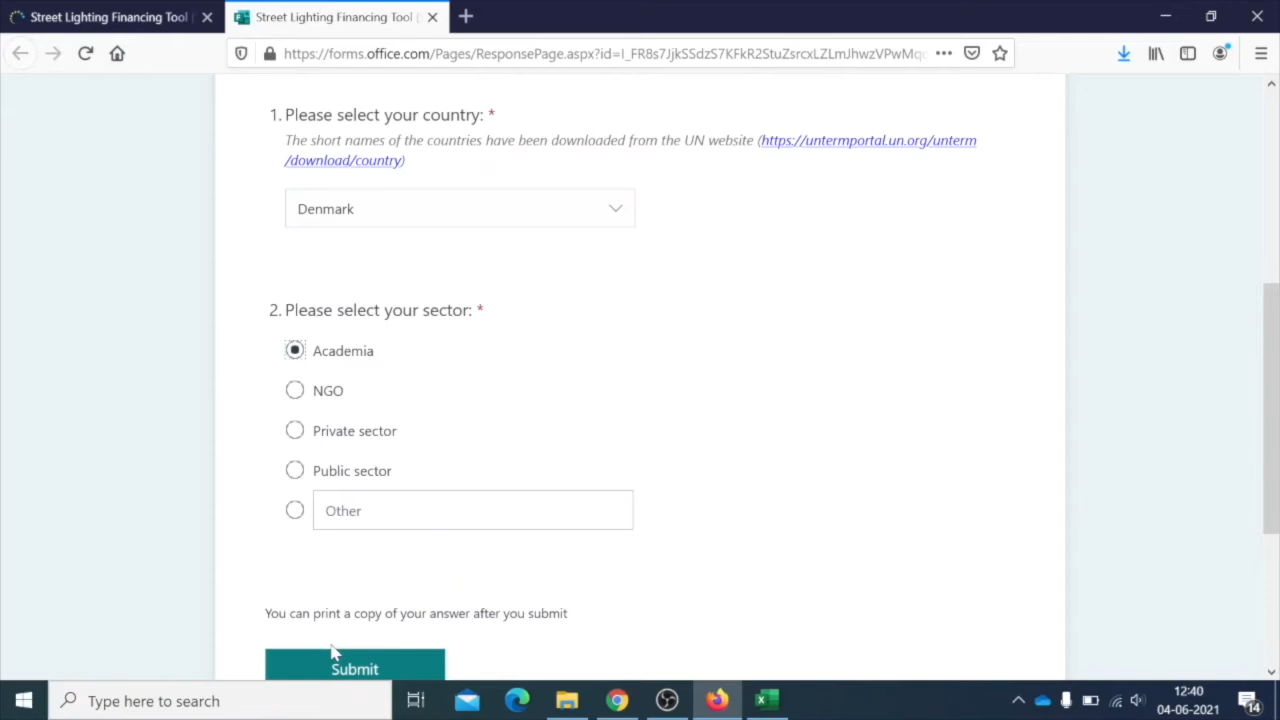 Street Lighting Financing Tool
Street Lighting Financing Tool (
https://forms.office.com/Pages/ResponsePage.aspx?id=I_FR8s7JjkSSdzS7KFkR2StuZsrcxLZLmJhwzVPwMq
1. Please select your country: *
The short names of the countries have been downloaded from the UN website (https://untermportal.un.org/unterm
/download/country)
Denmark
2. Please select your sector: *
Academia
NGO
Private sector
Public sector
Other
You can print a copy of your answer after you submit
Submit
Type here to search
12:40
04-06-2021
14